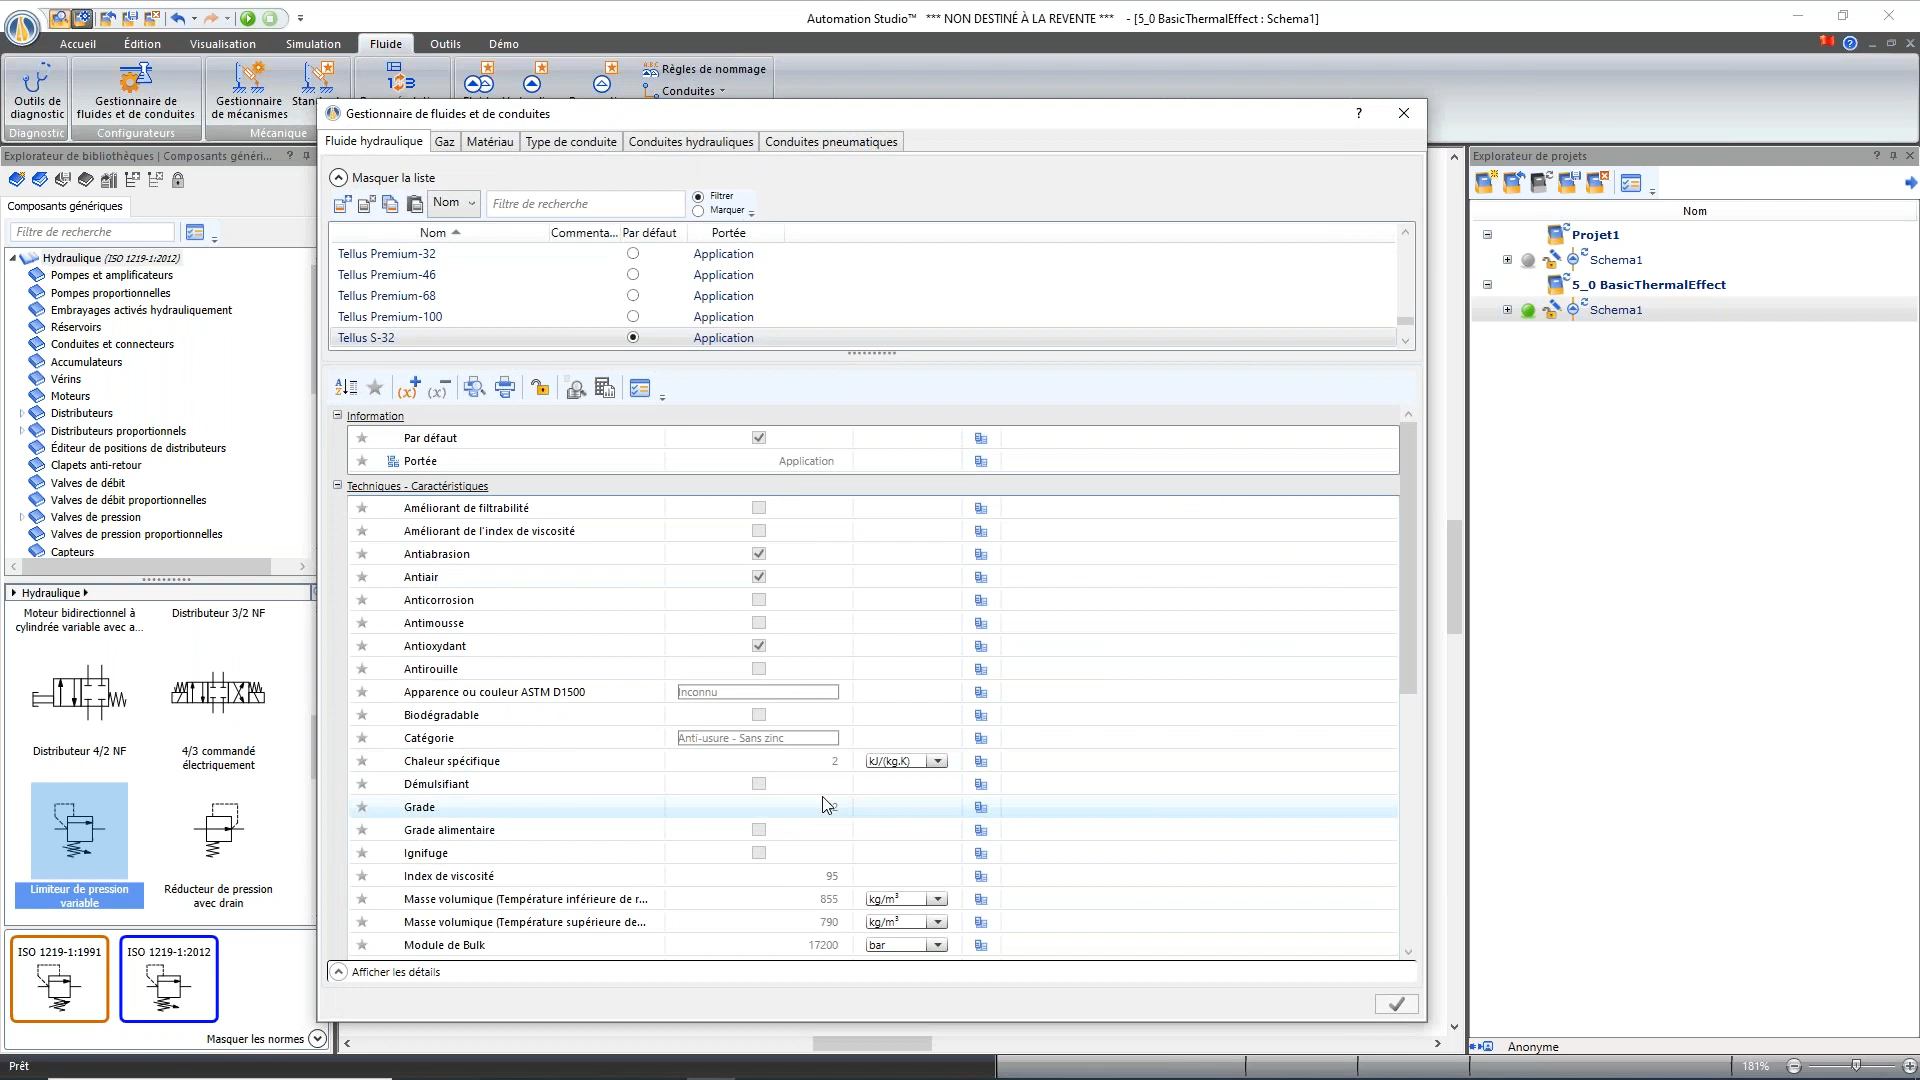 Automation Studio™ *** NON DESTINÉ À LA REVENTE *** - [5_0 BasicThermalEffect : Schema1]
Accueil Édition Visualisation Simulation Fluide Outils Démo
Outils de diagnostic
Gestionnaire de fluides et de conduites
Gestionnaire de mécanismes
Règles de nommage
Conduites
Diagnostic Configurateurs Mécanique
Explorateur de bibliothèques | Composants généri...
Composants génériques
Filtre de recherche
Hydraulique (ISO 1219-1:2012)
Pompes et amplificateurs
Pompes proportionnelles
Embrayages activés hydrauliquement
Réservoirs
Conduites et connecteurs
Accumulateurs
Vérins
Moteurs
Distributeurs
Distributeurs proportionnels
Éditeur de positions de distributeurs
Clapets anti-retour
Valves de débit
Valves de débit proportionnelles
Valves de pression
Valves de pression proportionnelles
Capteurs
Hydraulique
Moteur bidirectionnel à cylindrée variable avec a...
Distributeur 3/2 NF
Distributeur 4/2 NF
4/3 commandé électriquement
Limiteur de pression variable
Réducteur de pression avec drain
ISO 1219-1:1991
ISO 1219-1:2012
Masquer les normes
Prêt
Gestionnaire de fluides et de conduites
Fluide hydraulique Gaz Matériau Type de conduite Conduites hydrauliques Conduites pneumatiques
Masquer la liste
Nom
Filtre de recherche
Filtrer
Marquer
Nom Commenta... Par défaut Portée
Tellus Premium-32 Application
Tellus Premium-46 Application
Tellus Premium-68 Application
Tellus Premium-100 Application
Tellus S-32 Application
Information
Par défaut
Portée Application
Techniques - Caractéristiques
Améliorant de filtrabilité
Améliorant de l'index de viscosité
Antiabrasion
Antiair
Anticorrosion
Antimousse
Antioxydant
Antirouille
Apparence ou couleur ASTM D1500 Inconnu
Biodégradable
Catégorie Anti-usure - Sans zinc
Chaleur spécifique 2 kJ/(kg.K)
Démulsifiant
Grade
Grade alimentaire
Ignifuge
Index de viscosité 95
Masse volumique (Température inférieure de r... 855 kg/m³
Masse volumique (Température supérieure de... 790 kg/m³
Module de Bulk 17200 bar
Afficher les détails
Explorateur de projets
Nom
Projet1
Schema1
5_0 BasicThermalEffect
Schema1
Anonyme
181%